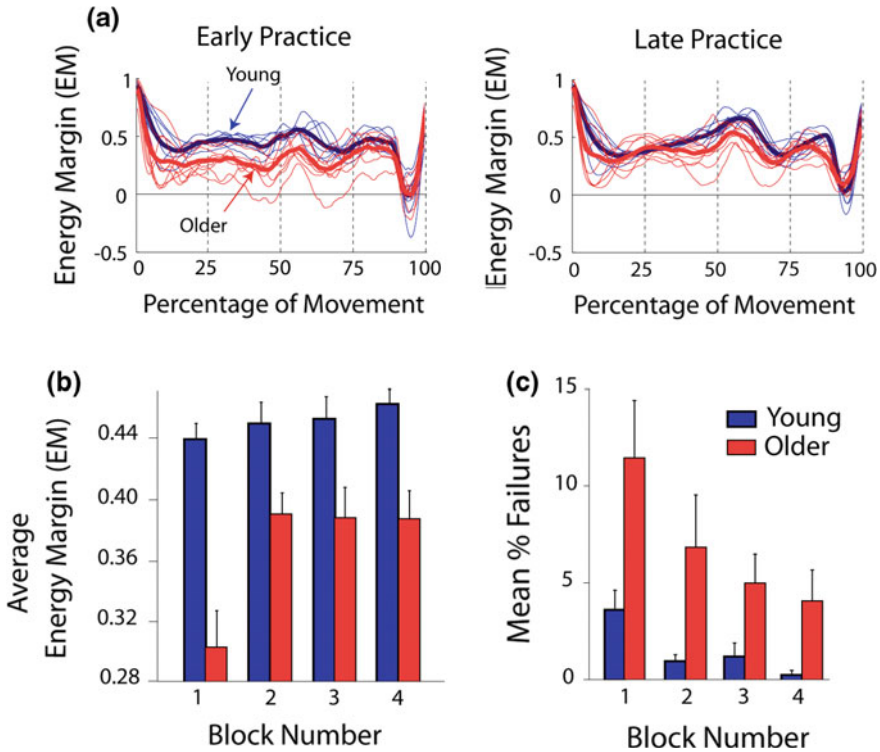 (a)
Early Practice
Late Practice
Energy Margin (EM)
1
0.5
0
-0.5
Young
Older
0 25 50 75 100
Percentage of Movement
|Energy Margin (EM)
1
0.5
0
-0.5
0 25 50 75 100
Percentage of Movement
(b)
Average
Energy Margin (EM)
0.44
0.40
0.36
0.32
0.28
1 2 3 4
Block Number
(c)
Mean % Failures
15
10
5
0
Young
Older
1 2 3 4
Block Number